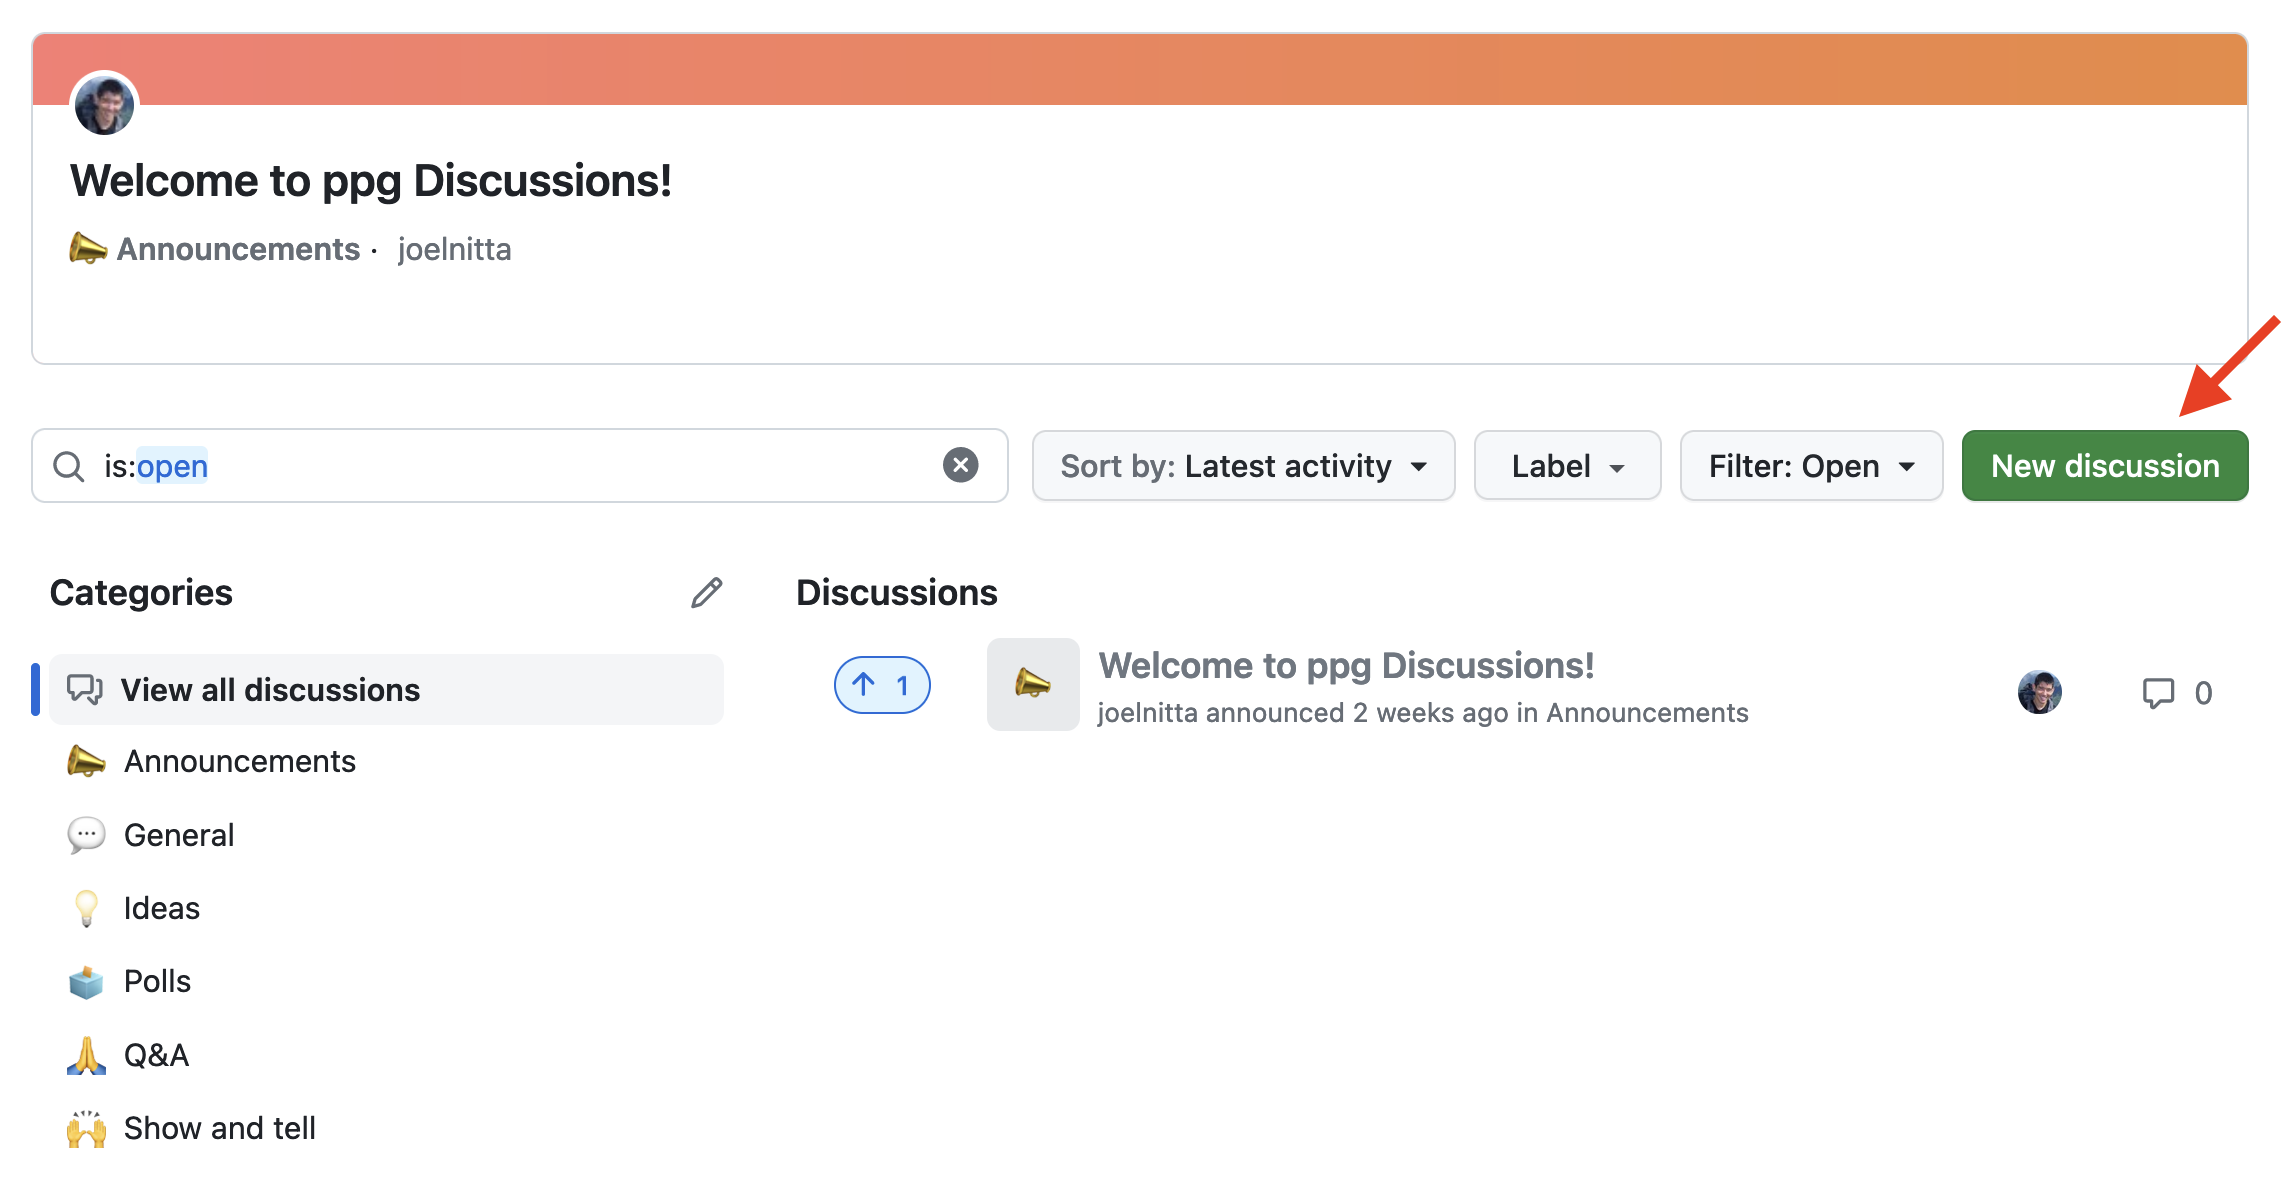 Welcome to ppg Discussions!
Announcements · joelnitta
is:open
Sort by: Latest activity
Label
Filter: Open
New discussion
Categories
Discussions
View all discussions
1
Welcome to ppg Discussions!
joelnitta announced 2 weeks ago in Announcements
0
Announcements
General
Ideas
Polls
Q&A
Show and tell